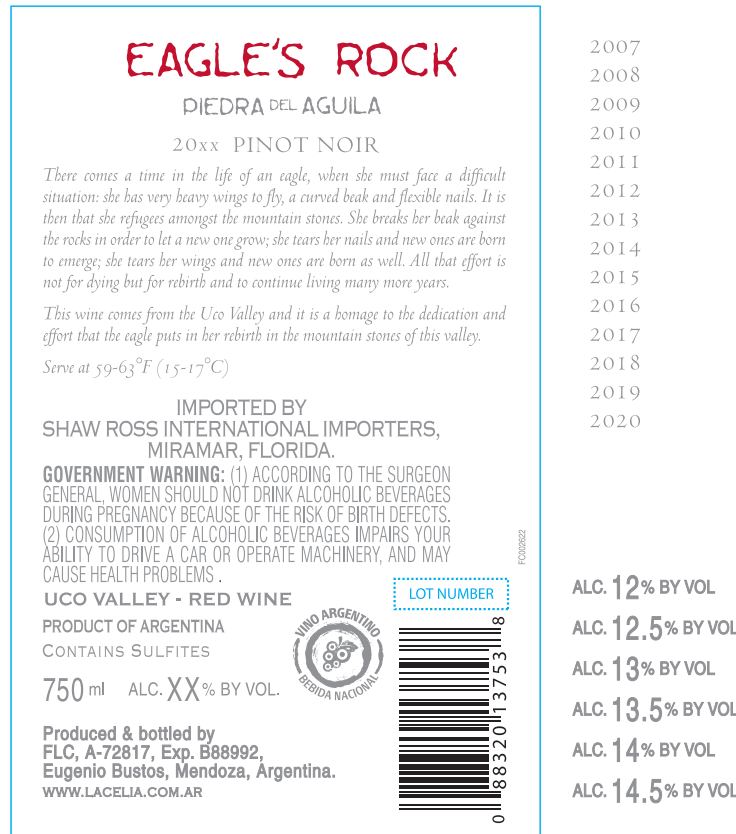 EAGLE'S ROCK
PIEDRA DEL AGUILA
20xx PINOT NOIR
There comes a time in the life of an eagle, when she must face a difficult
situation: she has very heavy wings to fly, a curved beak and flexible nails. It is
then that she refugees amongst the mountain stones. She breaks her beak against
the rocks in order to let a new one grow; she tears her nails and new ones are born
to emerge; she tears her wings and new ones are born as well. All that effort is
not for dying but for rebirth and to continue living many more years.
This wine comes from the Uco Valley and it is a homage to the dedication and
effort that the eagle puts in her rebirth in the mountain stones of this valley.
Serve at 59-63°F (15-17°C)
IMPORTED BY
SHAW ROSS INTERNATIONAL IMPORTERS,
MIRAMAR, FLORIDA.
GOVERNMENT WARNING: (1) ACCORDING TO THE SURGEON
GENERAL, WOMEN SHOULD NOT DRINK ALCOHOLIC BEVERAGES
DURING PREGNANCY BECAUSE OF THE RISK OF BIRTH DEFECTS.
(2) CONSUMPTION OF ALCOHOLIC BEVERAGES IMPAIRS YOUR
ABILITY TO DRIVE A CAR OR OPERATE MACHINERY, AND MAY
CAUSE HEALTH PROBLEMS .
FC002622
UCO VALLEY - RED WINE
PRODUCT OF ARGENTINA
CONTAINS SULFITES
750 ml ALC. XX % BY VOL.
VINO ARGENTINO
BEBIDA NACIONAL
LOT NUMBER
0 88320 13753 8
Produced & bottled by
FLC, A-72817, Exp. B88992,
Eugenio Bustos, Mendoza, Argentina.
WWW.LACELIA.COM.AR
2007
2008
2009
2010
2011
2012
2013
2014
2015
2016
2017
2018
2019
2020
ALC. 12% BY VOL
ALC. 12.5% BY VOL
ALC. 13% BY VOL
ALC. 13.5% BY VOL
ALC. 14% BY VOL
ALC. 14.5% BY VOL